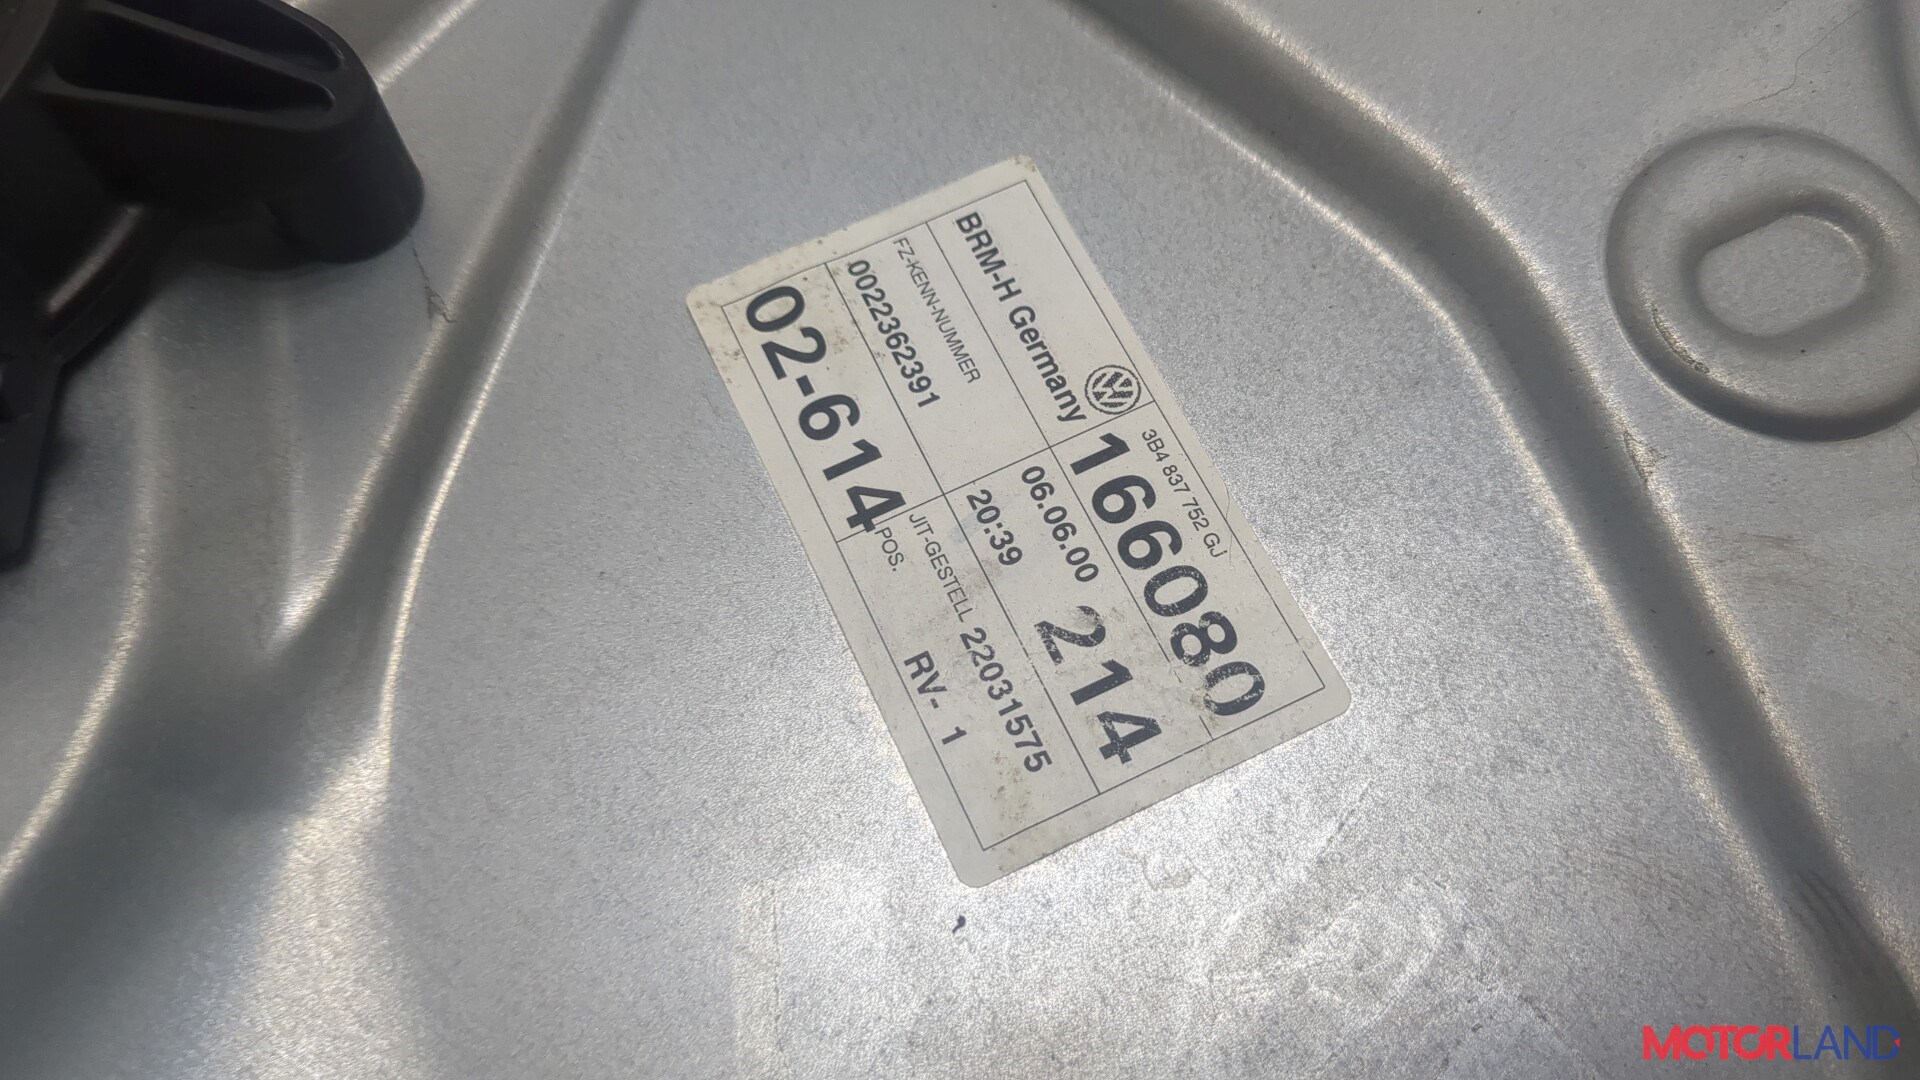 BRM-H Germany
3B4 837 752 GJ
166080
FZ-KENN-NUMMER
0022362391
06.06.00
20:39
214
02-614
JIT-GESTELL 22031575
POS.
RV- 1
MOTORLAND